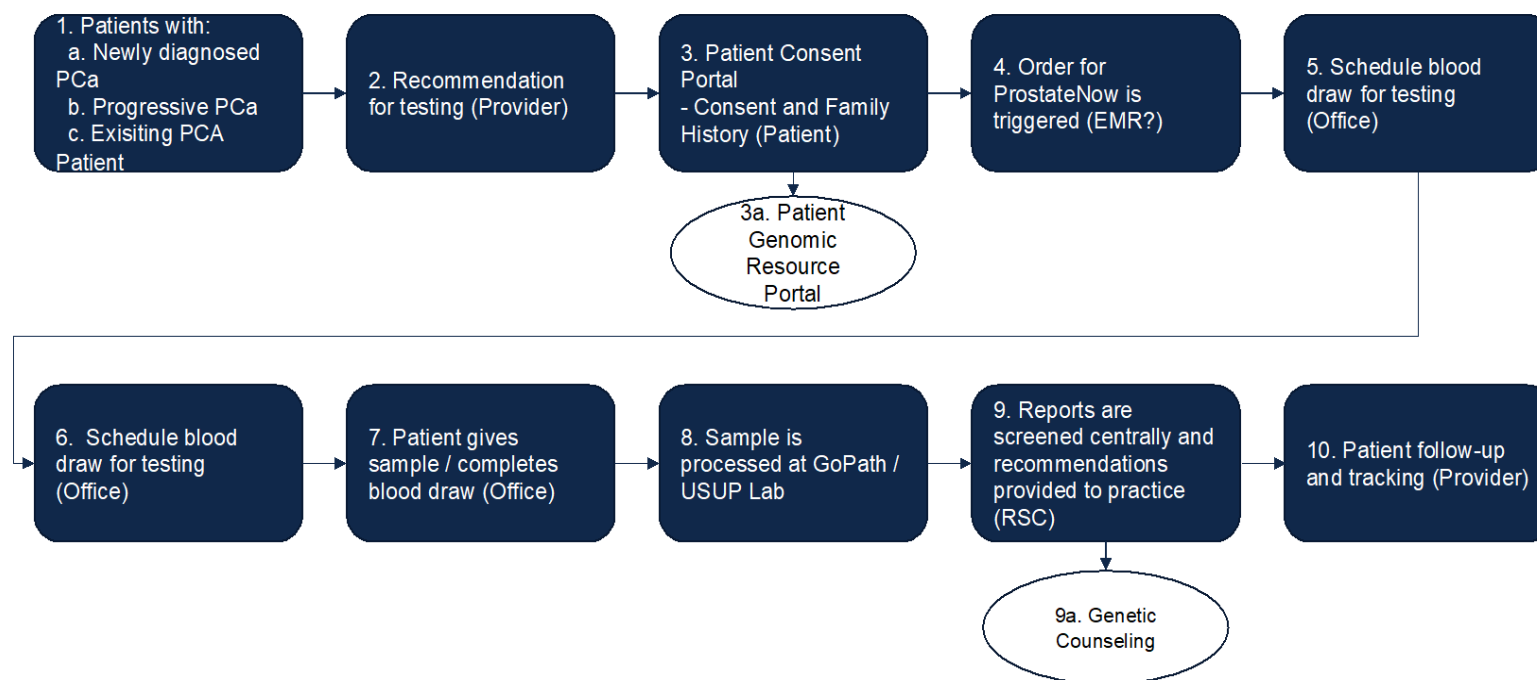 1. Patients with:
a. Newly diagnosed
PCa
b. Progressive PCa
c. Exisiting PCA
Patient
2. Recommendation
for testing (Provider)
3. Patient Consent
Portal
- Consent and Family
History (Patient)
4. Order for
ProstateNow is
triggered (EMR?)
5. Schedule blood
draw for testing
(Office)
3a. Patient
Genomic
Resource
Portal
6. Schedule blood
draw for testing
(Office)
7. Patient gives
sample / completes
blood draw (Office)
8. Sample is
processed at GoPath /
USUP Lab
9. Reports are
screened centrally and
recommendations
provided to practice
(RSC)
10. Patient follow-up
and tracking (Provider)
9a. Genetic
Counseling